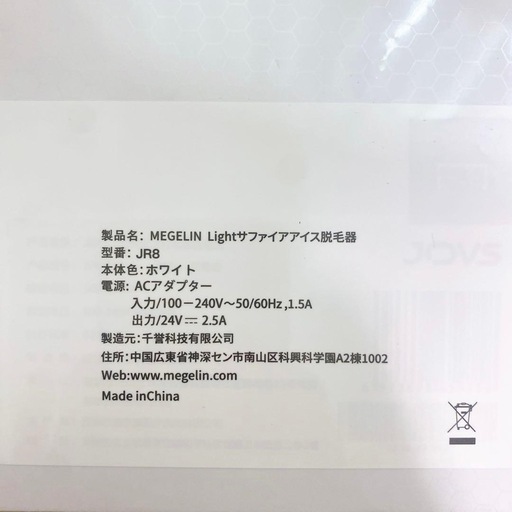 製品名: MEGELIN Lightサファイアアイス脱毛器
型番: JR8
本体色:ホワイト
電源: ACアダプター
入力/100－240V～50/60Hz,1.5A
出力/24V⎓2.5A
製造元:千誉科技有限公司
住所:中国広東省神深セン市南山区科興科学園A2棟1002
Web:www.megelin.com
Made inChina
JOVS